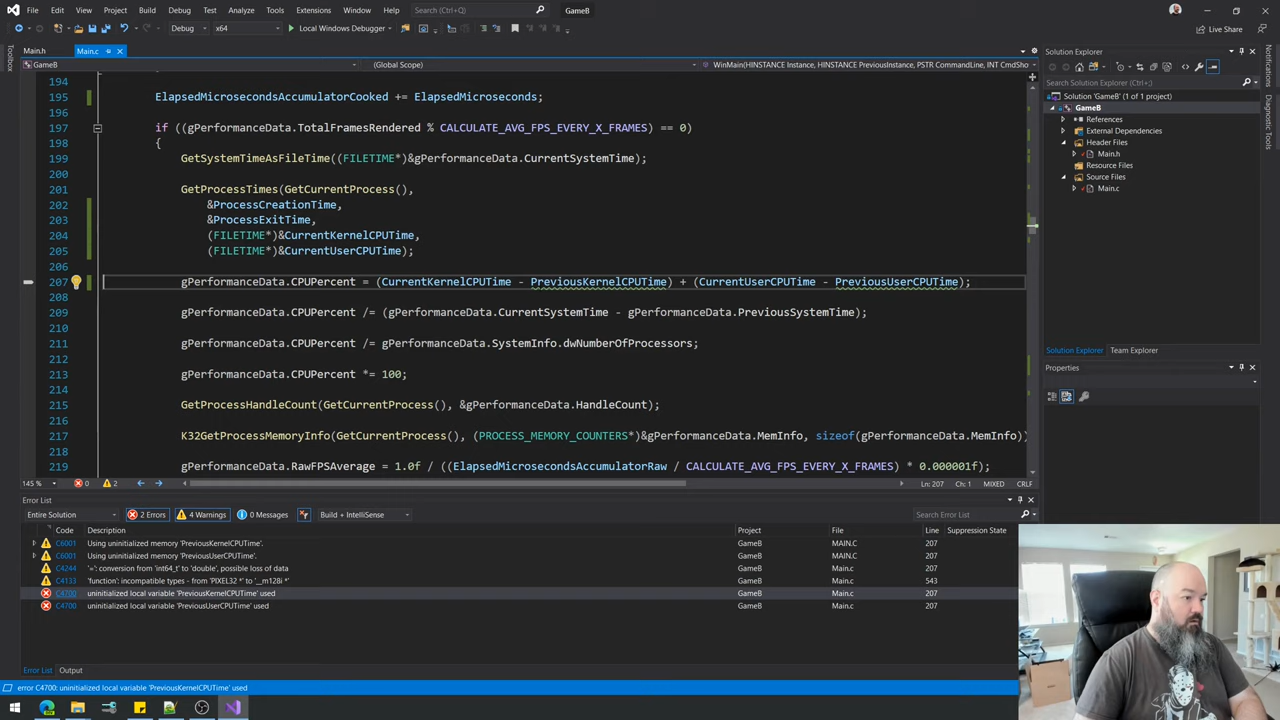 File Edit View Project Build Debug Test Analyze Tools Extensions Window Help Search (Ctrl+Q) GameB
Debug x64 Local Windows Debugger Live Share
Toolbox
Main.h Main.c
GameB (Global Scope) WinMain(HINSTANCE Instance, HINSTANCE PreviousInstance, PSTR CommandLine, INT CmdSho
194
195 ElapsedMicrosecondsAccumulatorCooked += ElapsedMicroseconds;
196
197 if ((gPerformanceData.TotalFramesRendered % CALCULATE_AVG_FPS_EVERY_X_FRAMES) == 0)
198 {
199 GetSystemTimeAsFileTime((FILETIME*)&gPerformanceData.CurrentSystemTime);
200
201 GetProcessTimes(GetCurrentProcess(),
202 &ProcessCreationTime,
203 &ProcessExitTime,
204 (FILETIME*)&CurrentKernelCPUTime,
205 (FILETIME*)&CurrentUserCPUTime);
206
207 gPerformanceData.CPUPercent = (CurrentKernelCPUTime - PreviousKernelCPUTime) + (CurrentUserCPUTime - PreviousUserCPUTime);
208
209 gPerformanceData.CPUPercent /= (gPerformanceData.CurrentSystemTime - gPerformanceData.PreviousSystemTime);
210
211 gPerformanceData.CPUPercent /= gPerformanceData.SystemInfo.dwNumberOfProcessors;
212
213 gPerformanceData.CPUPercent *= 100;
214
215 GetProcessHandleCount(GetCurrentProcess(), &gPerformanceData.HandleCount);
216
217 K32GetProcessMemoryInfo(GetCurrentProcess(), (PROCESS_MEMORY_COUNTERS*)&gPerformanceData.MemInfo, sizeof(gPerformanceData.MemInfo))
218
219 gPerformanceData.RawFPSAverage = 1.0f / ((ElapsedMicrosecondsAccumulatorRaw / CALCULATE_AVG_FPS_EVERY_X_FRAMES) * 0.000001f);
145 % 0 2 Ln: 207 Ch: 1 MIXED CRLF
Solution Explorer
Search Solution Explorer (Ctrl+;)
Solution 'GameB' (1 of 1 project)
GameB
References
External Dependencies
Header Files
Main.h
Resource Files
Source Files
Main.c
Solution Explorer Team Explorer
Properties
Notifications
Diagnostic Tools
Error List
Entire Solution 2 Errors 4 Warnings 0 Messages Build + IntelliSense Search Error List
Code Description Project File Line Suppression State
C6001 Using uninitialized memory 'PreviousKernelCPUTime'. GameB MAIN.C 207
C6001 Using uninitialized memory 'PreviousUserCPUTime'. GameB MAIN.C 207
C4244 '=': conversion from 'int64_t' to 'double', possible loss of data GameB Main.c 207
C4133 'function': incompatible types - from 'PIXEL32 *' to '__m128i *' GameB Main.c 543
C4700 uninitialized local variable 'PreviousKernelCPUTime' used GameB Main.c 207
C4700 uninitialized local variable 'PreviousUserCPUTime' used GameB Main.c 207
Error List Output
error C4700: uninitialized local variable 'PreviousKernelCPUTime' used